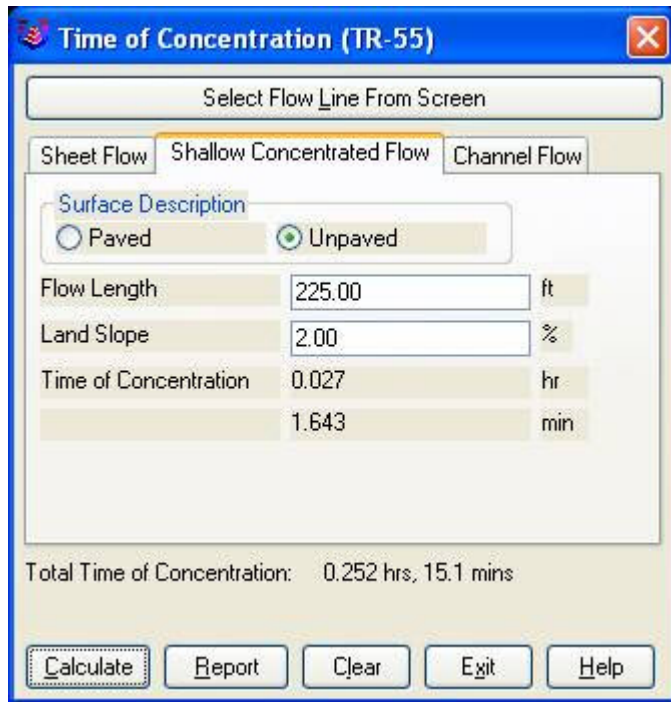 Time of Concentration (TR-55)
Select Flow Line From Screen
Sheet Flow Shallow Concentrated Flow Channel Flow
Surface Description
Paved Unpaved
Flow Length 225.00 ft
Land Slope 2.00 %
Time of Concentration 0.027 hr
1.643 min
Total Time of Concentration: 0.252 hrs, 15.1 mins
Calculate Report Clear Exit Help